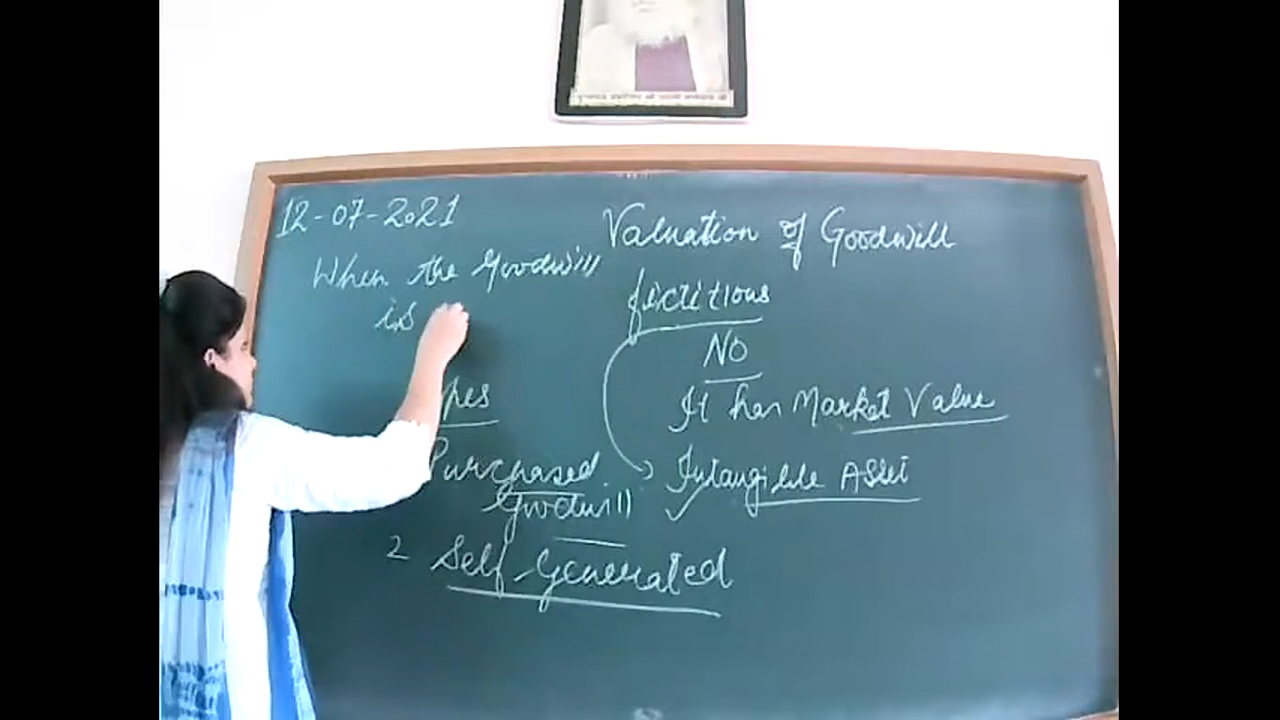 12-07-2021
Valuation of Goodwill
When the Goodwill
is
fictitious
NO
It has Market Value
Intangible Asset
ypes
Purchased
Goodwill
2 Self-Generated